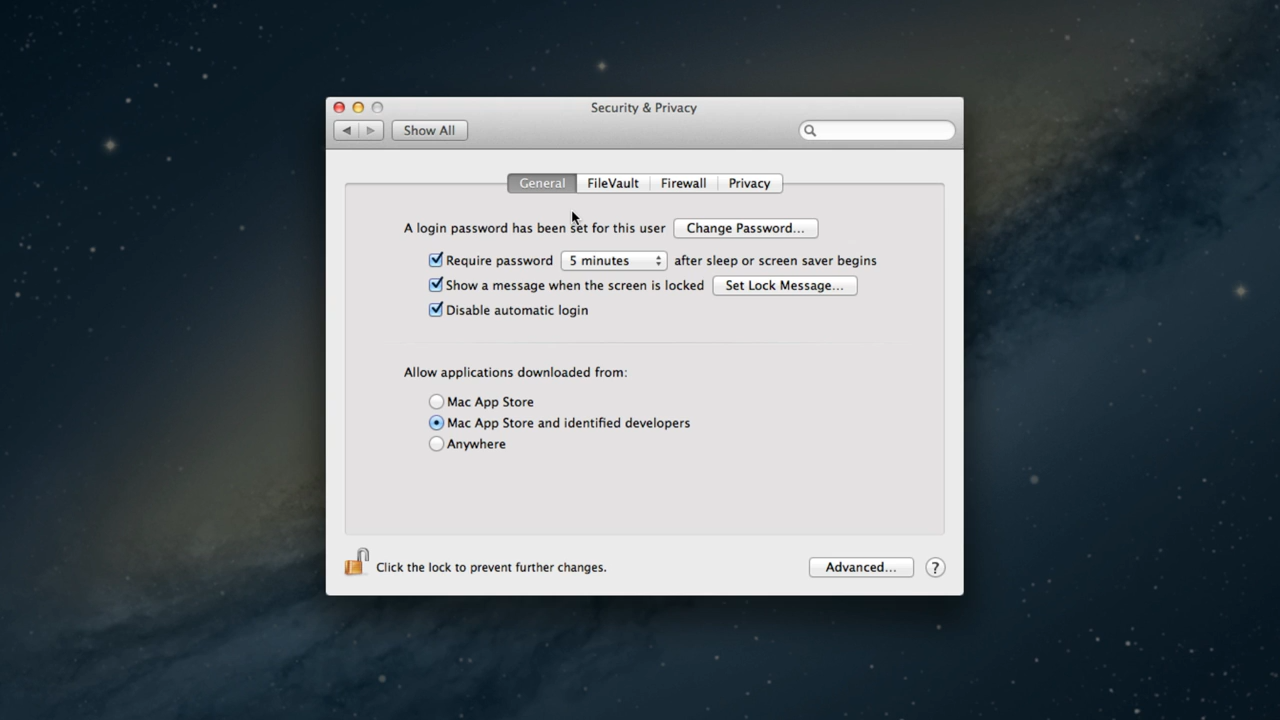 Security & Privacy
Show All
General FileVault Firewall Privacy
A login password has been set for this user Change Password...
Require password 5 minutes after sleep or screen saver begins
Show a message when the screen is locked Set Lock Message...
Disable automatic login
Allow applications downloaded from:
Mac App Store
Mac App Store and identified developers
Anywhere
Click the lock to prevent further changes. Advanced... ?